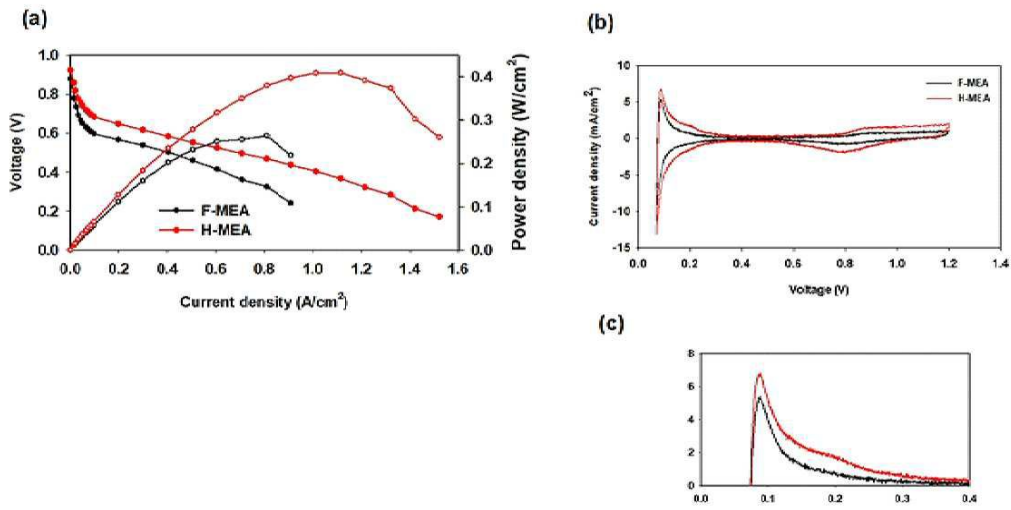 (a)
1.0
0.8
0.6
0.4
0.2
0.0
Voltage (V)
0.4
0.3
0.2
0.1
0.0
Power density (W/cm²)
F-MEA
H-MEA
0.0 0.2 0.4 0.6 0.8 1.0 1.2 1.4 1.6
Current density (A/cm²)
(b)
10
5
0
-5
-10
-15
Current density (mA/cm²)
F-MEA
H-MEA
0.0 0.2 0.4 0.6 0.8 1.0 1.2 1.4
Voltage (V)
(c)
8
6
4
2
0
0.0 0.1 0.2 0.3 0.4